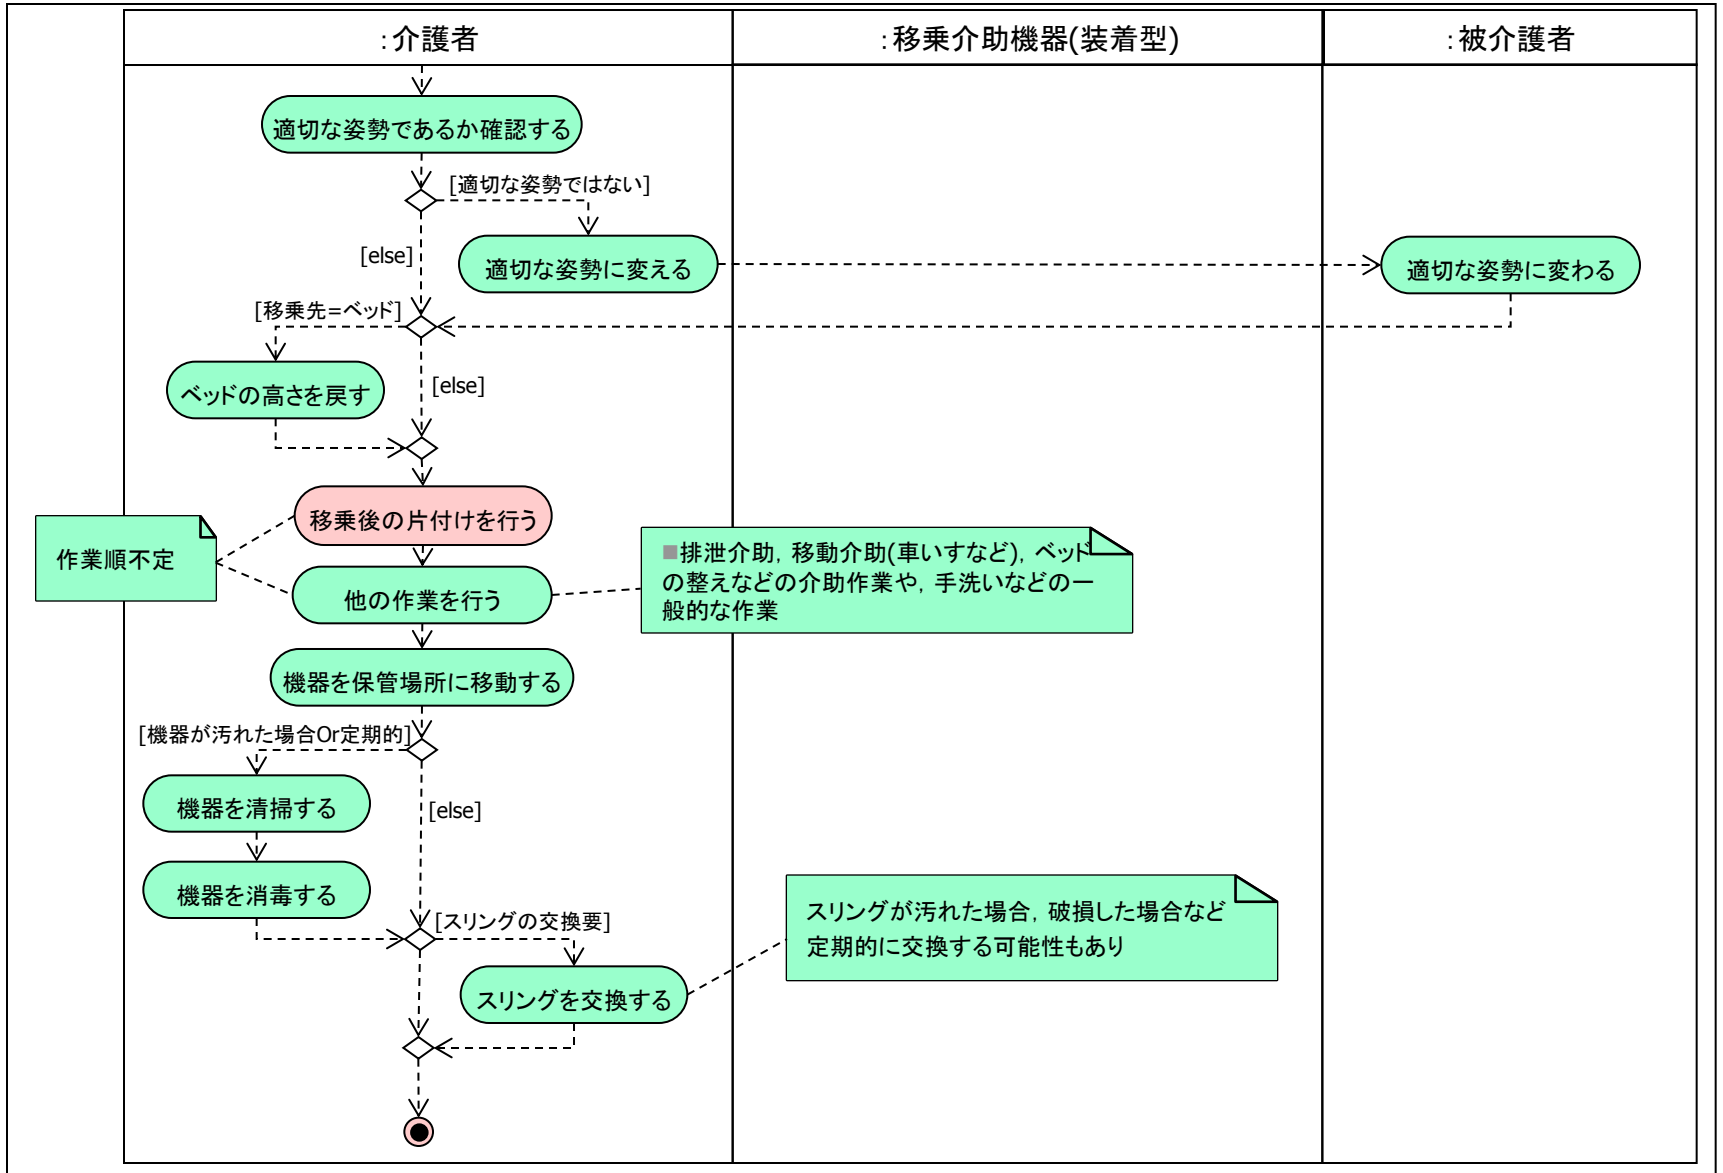 :介護者
:移乗介助機器(装着型)
:被介護者
適切な姿勢であるか確認する
[適切な姿勢ではない]
[else]
適切な姿勢に変える
適切な姿勢に変わる
[移乗先=ベッド]
[else]
ベッドの高さを戻す
移乗後の片付けを行う
作業順不定
他の作業を行う
■排泄介助, 移動介助(車いすなど), ベッド
の整えなどの介助作業や, 手洗いなどの一
般的な作業
機器を保管場所に移動する
[機器が汚れた場合Or定期的]
機器を清掃する
[else]
機器を消毒する
[スリングの交換要]
スリングが汚れた場合, 破損した場合など
定期的に交換する可能性もあり
スリングを交換する